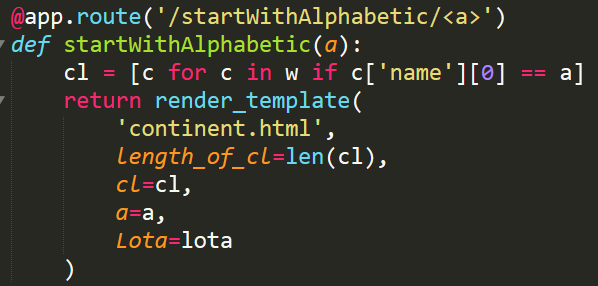 @app.route('/startWithAlphabetic/<a>')
def startWithAlphabetic(a):
    cl = [c for c in w if c['name'][0] == a]
    return render_template(
        'continent.html',
        length_of_cl=len(cl),
        cl=cl,
        a=a,
        Lota=lota
    )